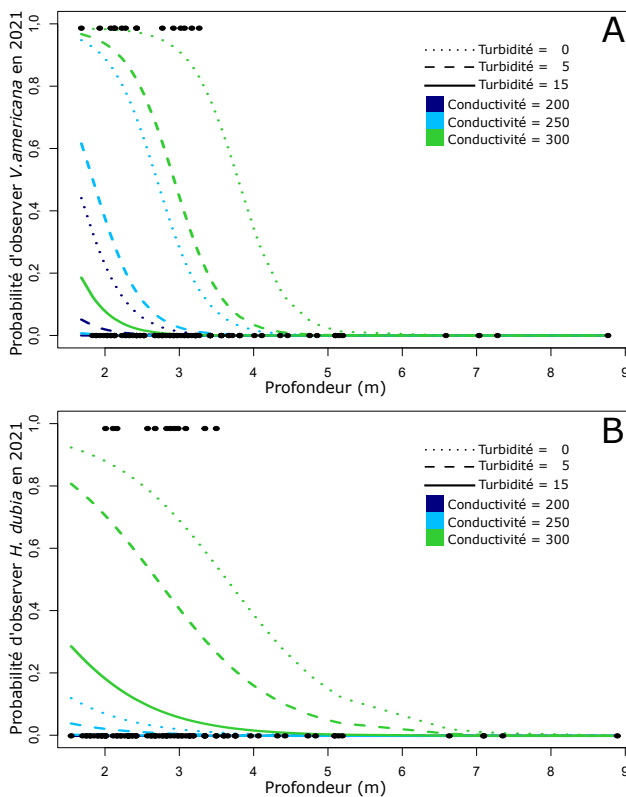 A
Probabilité d'observer V.americana en 2021
1,0
0,8
0,6
0,4
0,2
0,0
Turbidité = 0
Turbidité = 5
Turbidité = 15
Conductivité = 200
Conductivité = 250
Conductivité = 300
2 3 4 5 6 7 8 9
Profondeur (m)
B
Probabilité d'observer H. dubia en 2021
1,0
0,8
0,6
0,4
0,2
0,0
Turbidité = 0
Turbidité = 5
Turbidité = 15
Conductivité = 200
Conductivité = 250
Conductivité = 300
2 3 4 5 6 7 8 9
Profondeur (m)